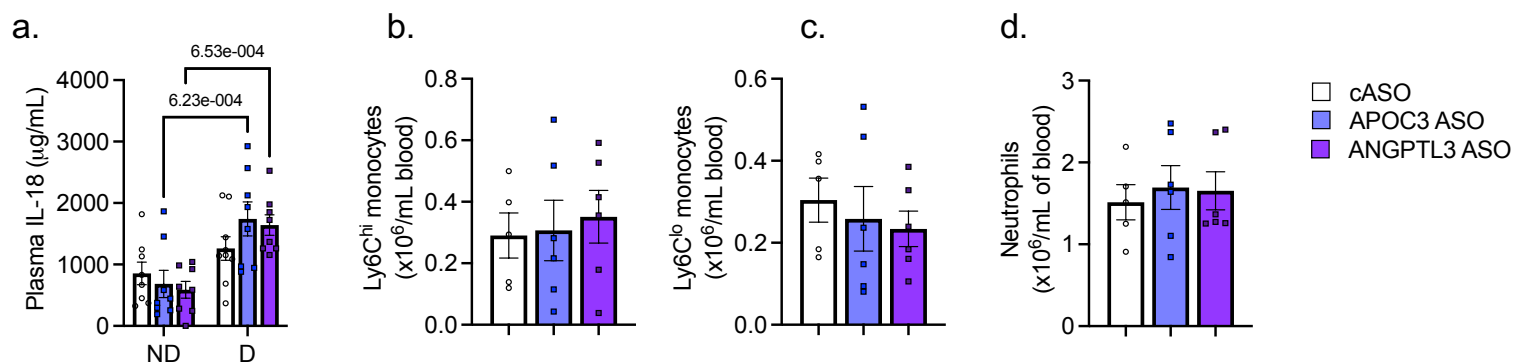 a.
Plasma IL-18 (µg/mL)
4000
3000
2000
1000
0
6.53e-004
6.23e-004
ND
D
b.
Ly6Chi monocytes
(x106/mL blood)
0.8
0.6
0.4
0.2
0.0
c.
Ly6Clo monocytes
(x106/mL blood)
0.6
0.4
0.2
0.0
d.
Neutrophils
(x106/mL of blood)
3
2
1
0
cASO
APOC3 ASO
ANGPTL3 ASO